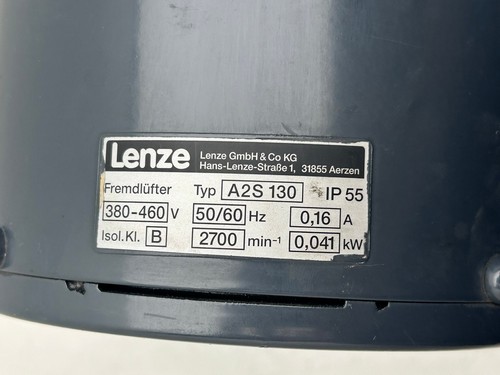 Lenze
Lenze GmbH & Co KG
Hans-Lenze-Straße 1, 31855 Aerzen
Fremdlüfter Typ A2S 130 IP 55
380-460 V 50/60 Hz 0,16 A
Isol.Kl. B 2700 min⁻¹ 0,041 kW